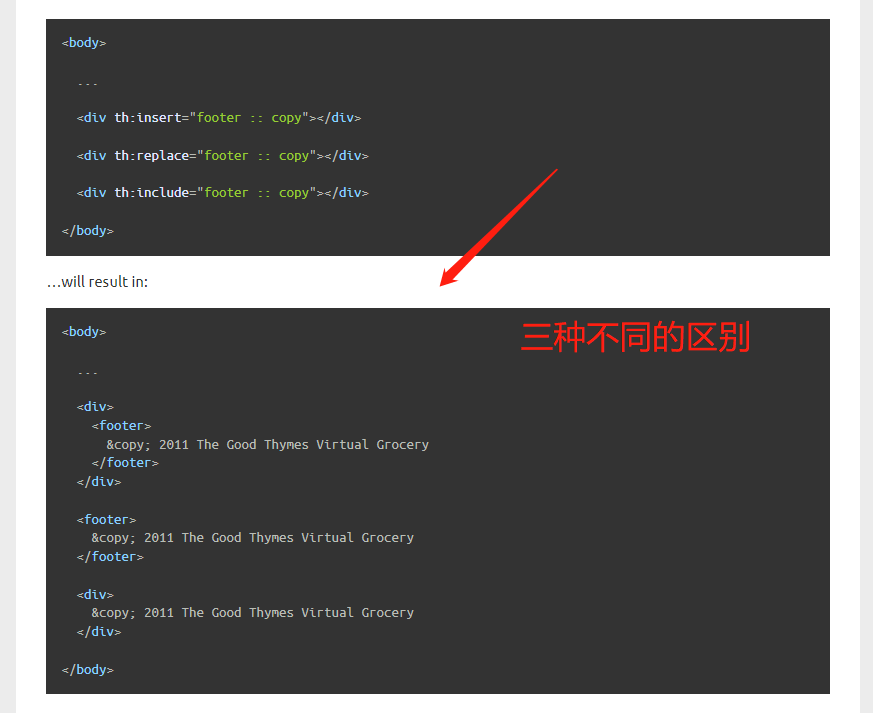 <body>
...
<div th:insert="footer :: copy"></div>
<div th:replace="footer :: copy"></div>
<div th:include="footer :: copy"></div>
</body>
…will result in:
<body>
三种不同的区别
...
<div>
<footer>
&copy; 2011 The Good Thymes Virtual Grocery
</footer>
</div>
<footer>
&copy; 2011 The Good Thymes Virtual Grocery
</footer>
<div>
&copy; 2011 The Good Thymes Virtual Grocery
</div>
</body>